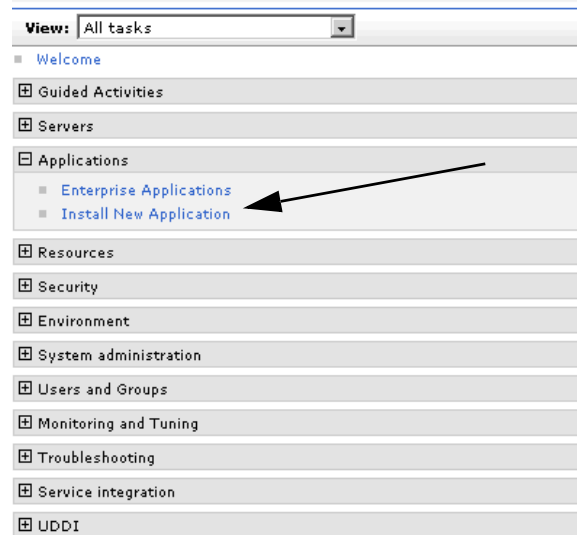 View: All tasks
Welcome
Guided Activities
Servers
Applications
Enterprise Applications
Install New Application
Resources
Security
Environment
System administration
Users and Groups
Monitoring and Tuning
Troubleshooting
Service integration
UDDI